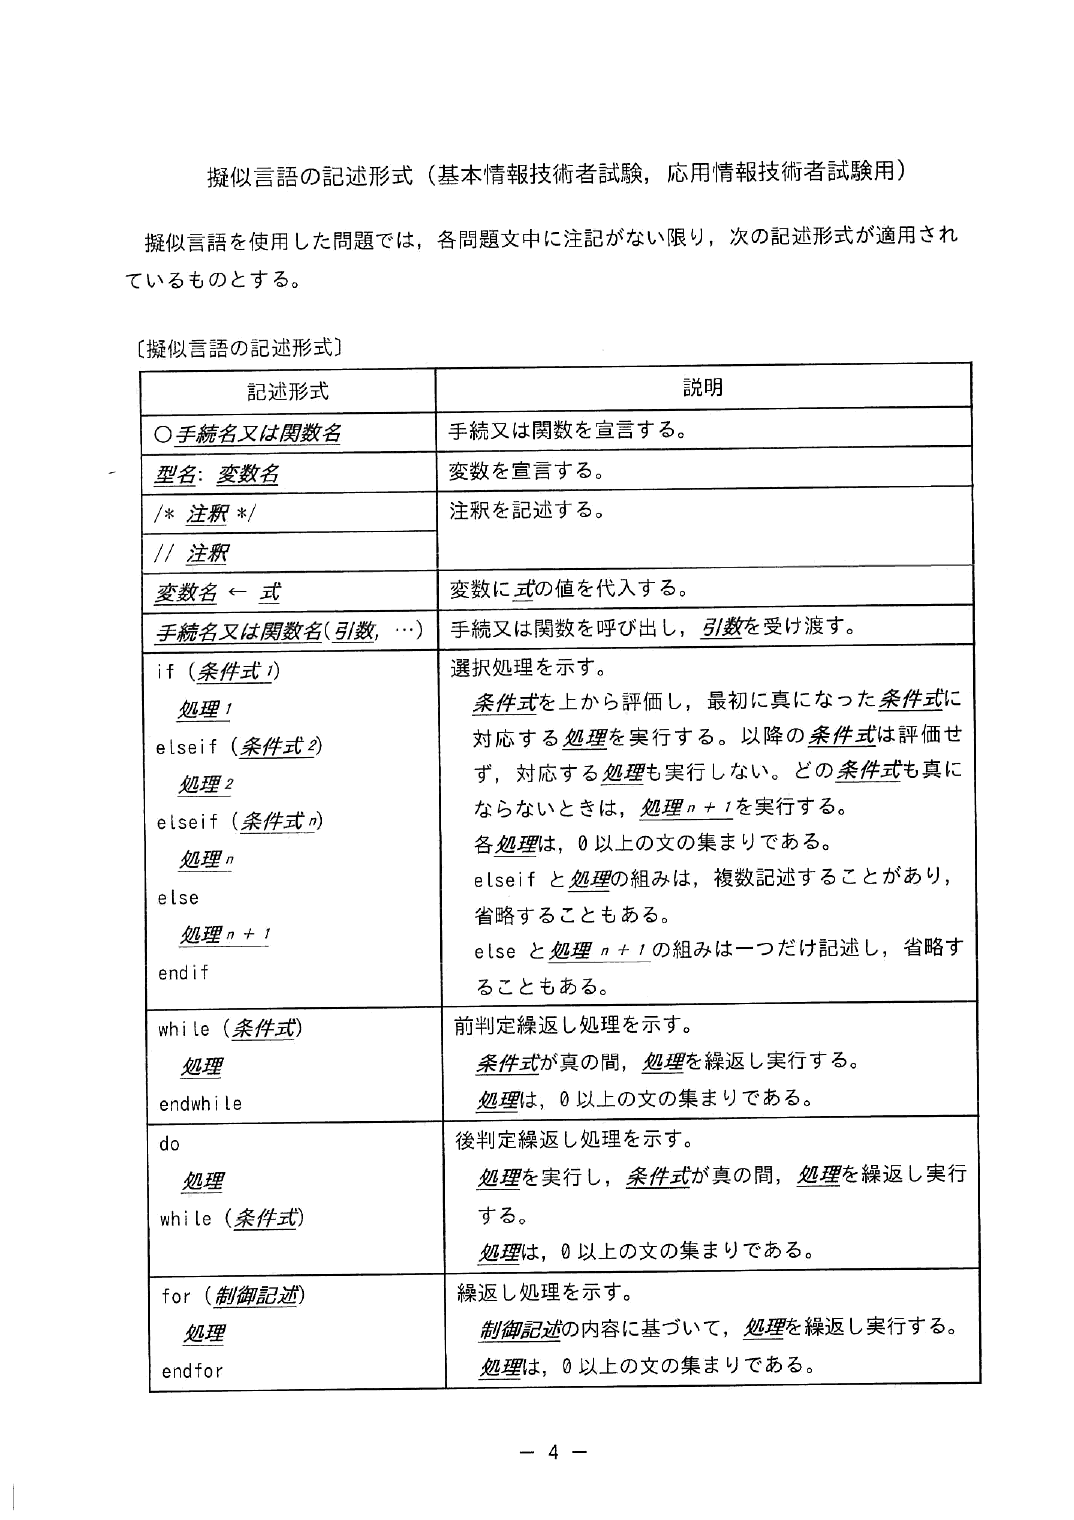 擬似言語の記述形式（基本情報技術者試験，応用情報技術者試験用）
擬似言語を使用した問題では，各問題文中に注記がない限り，次の記述形式が適用され
ているものとする。
〔擬似言語の記述形式〕
記述形式
説明
○手続名又は関数名
手続又は関数を宣言する。
型名: 変数名
変数を宣言する。
/* 注釈 */
注釈を記述する。
// 注釈
変数名 ← 式
変数に式の値を代入する。
手続名又は関数名(引数, …)
手続又は関数を呼び出し，引数を受け渡す。
if (条件式1)
処理1
elseif (条件式2)
処理2
elseif (条件式n)
処理n
else
処理n + 1
endif
選択処理を示す。
条件式を上から評価し，最初に真になった条件式に
対応する処理を実行する。以降の条件式は評価せ
ず，対応する処理も実行しない。どの条件式も真に
ならないときは，処理n + 1を実行する。
各処理は，0 以上の文の集まりである。
elseif と処理の組みは，複数記述することがあり，
省略することもある。
else と処理 n + 1の組みは一つだけ記述し，省略す
ることもある。
while (条件式)
処理
endwhile
前判定繰返し処理を示す。
条件式が真の間，処理を繰返し実行する。
処理は，0 以上の文の集まりである。
do
処理
while (条件式)
後判定繰返し処理を示す。
処理を実行し，条件式が真の間，処理を繰返し実行
する。
処理は，0 以上の文の集まりである。
for (制御記述)
処理
endfor
繰返し処理を示す。
制御記述の内容に基づいて，処理を繰返し実行する。
処理は，0 以上の文の集まりである。
－ 4 －